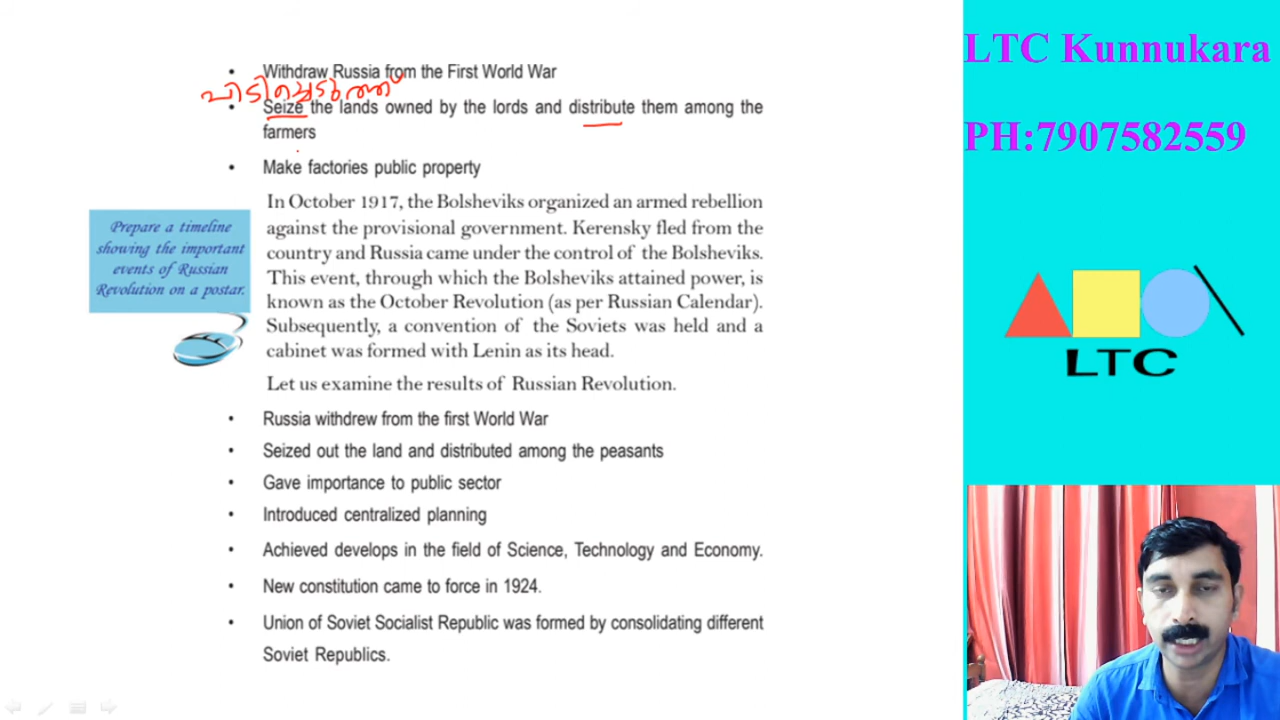 • Withdraw Russia from the First World War
പിടിച്ചെടുത്ത്
• Seize the lands owned by the lords and distribute them among the
farmers
• Make factories public property
In October 1917, the Bolsheviks organized an armed rebellion
against the provisional government. Kerensky fled from the
country and Russia came under the control of the Bolsheviks.
This event, through which the Bolsheviks attained power, is
known as the October Revolution (as per Russian Calendar).
Subsequently, a convention of the Soviets was held and a
cabinet was formed with Lenin as its head.
Let us examine the results of Russian Revolution.
• Russia withdrew from the first World War
• Seized out the land and distributed among the peasants
• Gave importance to public sector
• Introduced centralized planning
• Achieved develops in the field of Science, Technology and Economy.
• New constitution came to force in 1924.
• Union of Soviet Socialist Republic was formed by consolidating different
Soviet Republics.
Prepare a timeline
showing the important
events of Russian
Revolution on a postar.
LTC Kunnukara
PH:7907582559
LTC